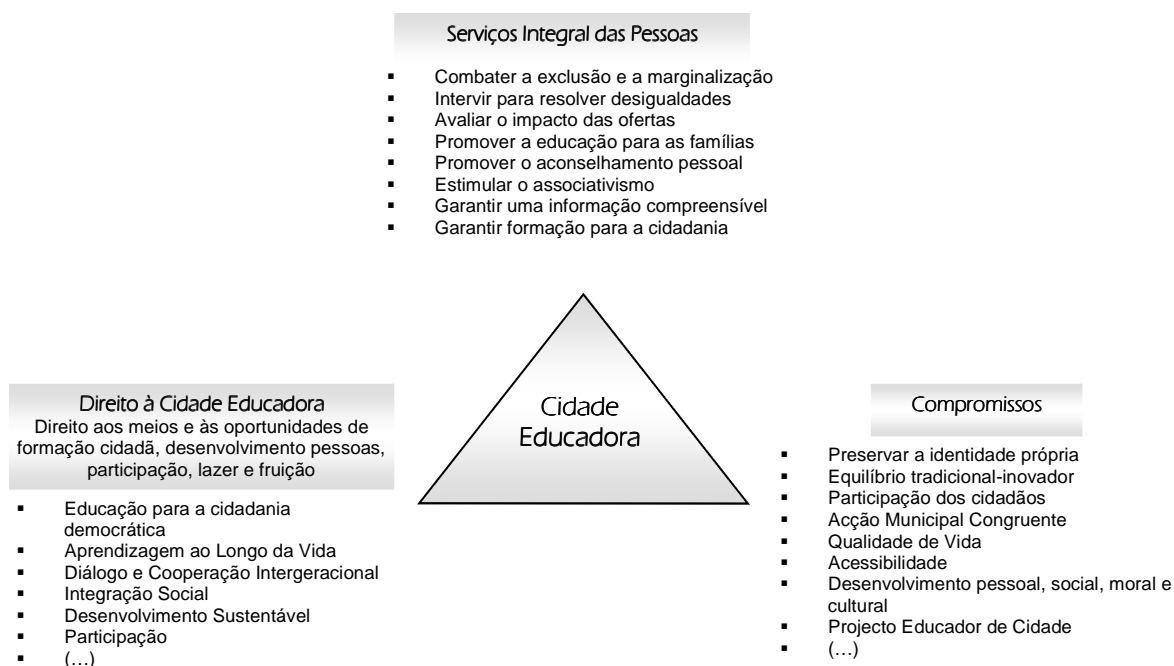 Serviços Integral das Pessoas
▪ Combater a exclusão e a marginalização
▪ Intervir para resolver desigualdades
▪ Avaliar o impacto das ofertas
▪ Promover a educação para as famílias
▪ Promover o aconselhamento pessoal
▪ Estimular o associativismo
▪ Garantir uma informação compreensível
▪ Garantir formação para a cidadania
Cidade
Educadora
Direito à Cidade Educadora
Direito aos meios e às oportunidades de
formação cidadã, desenvolvimento pessoas,
participação, lazer e fruição
▪ Educação para a cidadania
democrática
▪ Aprendizagem ao Longo da Vida
▪ Diálogo e Cooperação Intergeracional
▪ Integração Social
▪ Desenvolvimento Sustentável
▪ Participação
▪ (…)
Compromissos
▪ Preservar a identidade própria
▪ Equilíbrio tradicional-inovador
▪ Participação dos cidadãos
▪ Acção Municipal Congruente
▪ Qualidade de Vida
▪ Acessibilidade
▪ Desenvolvimento pessoal, social, moral e
cultural
▪ Projecto Educador de Cidade
▪ (…)